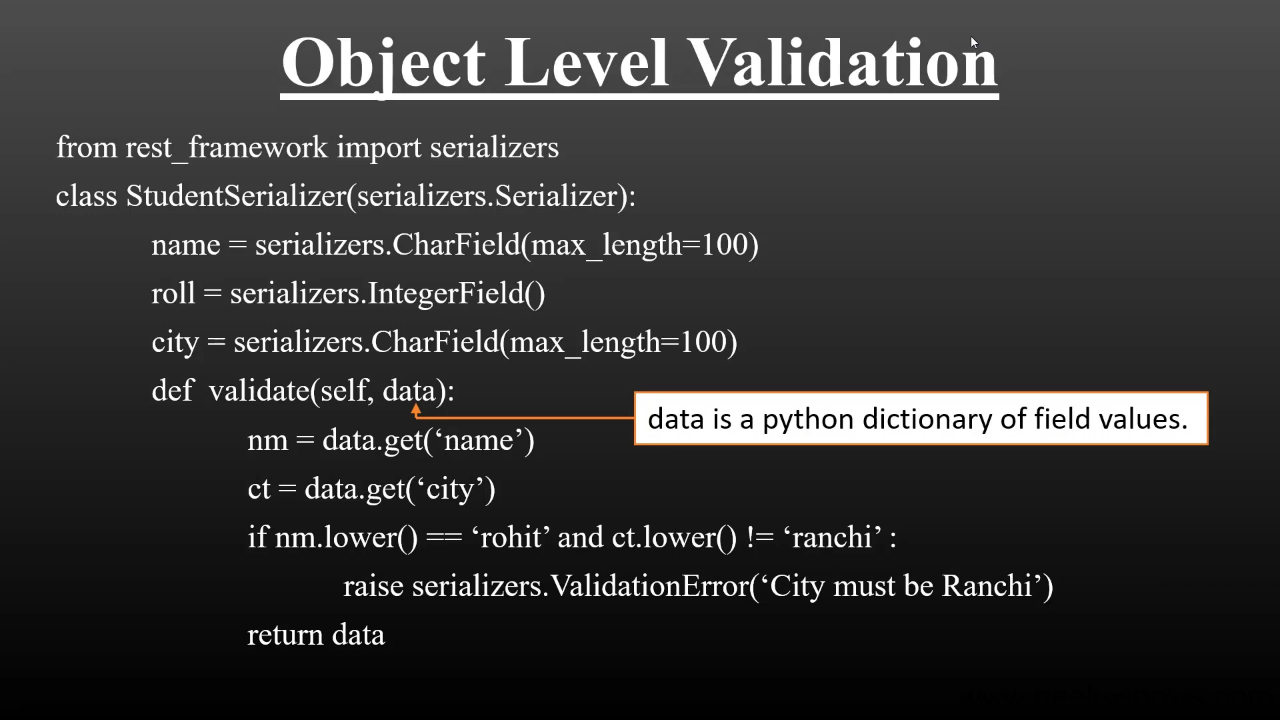 Object Level Validation
from rest_framework import serializers
class StudentSerializer(serializers.Serializer):
name = serializers.CharField(max_length=100)
roll = serializers.IntegerField()
city = serializers.CharField(max_length=100)
def  validate(self, data):
data is a python dictionary of field values.
nm = data.get(‘name’)
ct = data.get(‘city’)
if nm.lower() == ‘rohit’ and ct.lower() != ‘ranchi’ :
raise serializers.ValidationError(‘City must be Ranchi’)
return data